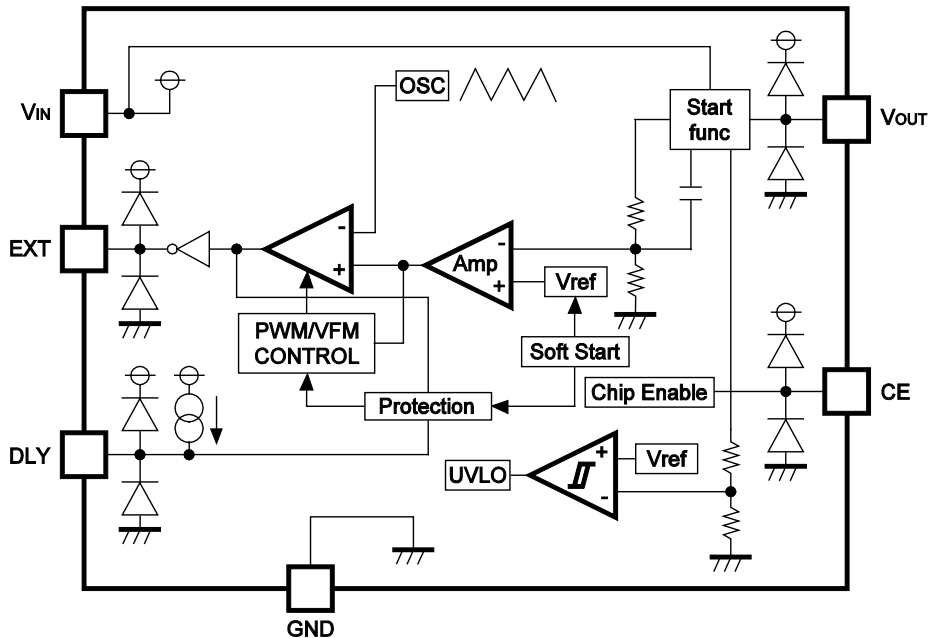 OSC
VIN
Start
func
VOUT
EXT
-
+
Amp
-
+
Vref
PWM/VFM
CONTROL
Soft Start
Chip Enable
CE
Protection
DLY
UVLO
+
-
Vref
GND